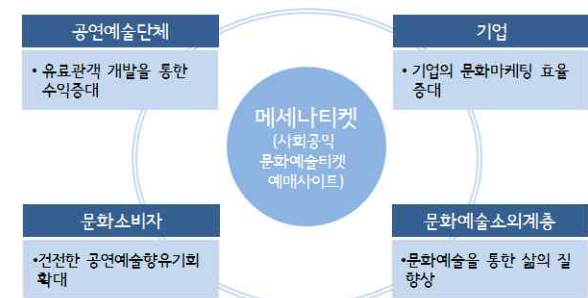 공연예술단체
• 유료관객 개발을 통한
수익증대
기업
• 기업의 문화마케팅 효율
증대
메세나티켓
(사회공익
문화예술티켓
예매사이트)
문화소비자
•건전한 공연예술향유기회
확대
문화예술소외계층
•문화예술을 통한 삶의 질
향상